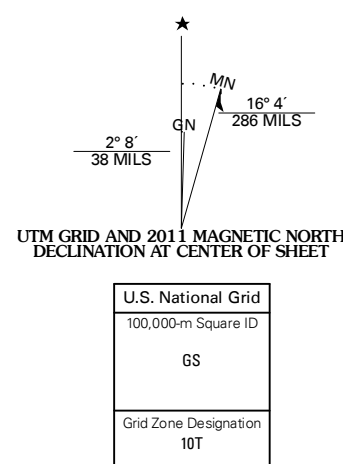 ★
MN
GN
16° 4´
286 MILS
2° 8´
38 MILS
UTM GRID AND 2011 MAGNETIC NORTH
DECLINATION AT CENTER OF SHEET
U.S. National Grid
100,000-m Square ID
GS
Grid Zone Designation
10T